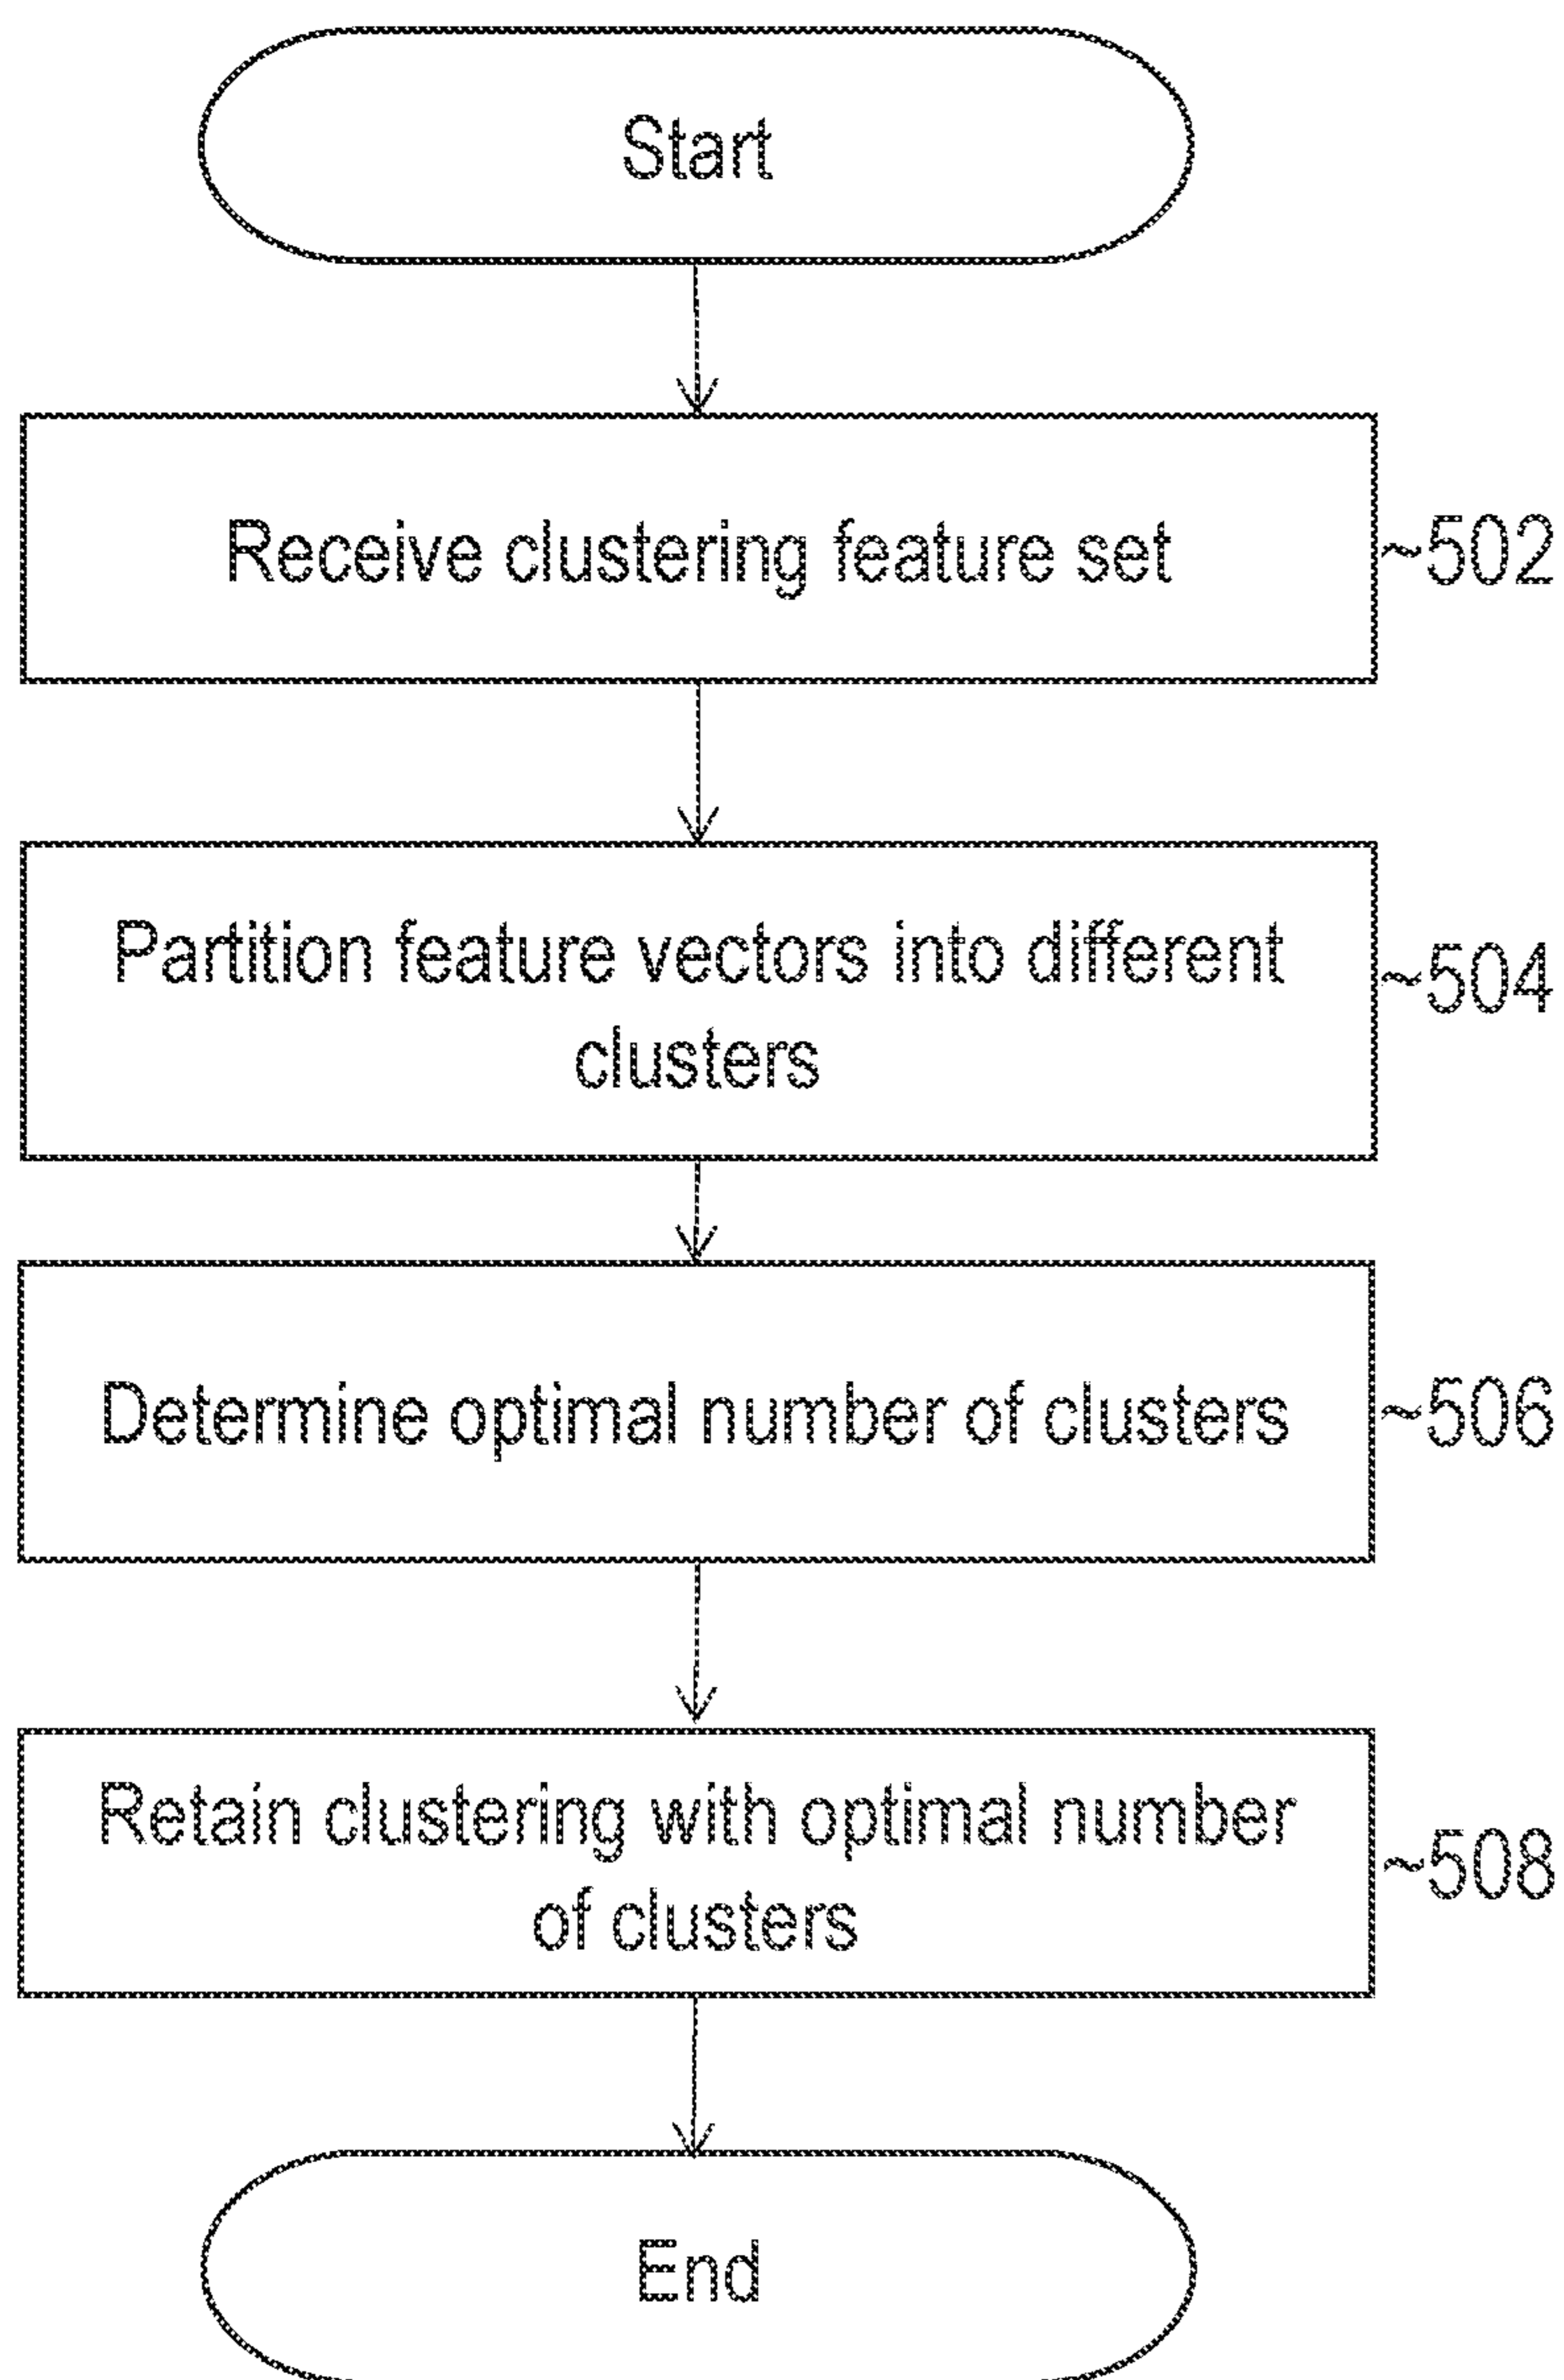 Start
Receive clustering feature set
~502
Partition feature vectors into different
clusters
~504
Determine optimal number of clusters
~506
Retain clustering with optimal number
of clusters
~508
End